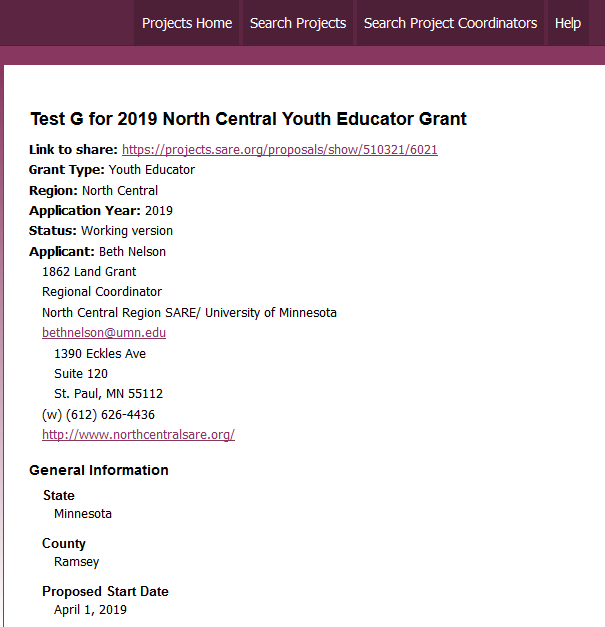 Projects Home Search Projects Search Project Coordinators Help
Test G for 2019 North Central Youth Educator Grant
Link to share: https://projects.sare.org/proposals/show/510321/6021
Grant Type: Youth Educator
Region: North Central
Application Year: 2019
Status: Working version
Applicant: Beth Nelson
1862 Land Grant
Regional Coordinator
North Central Region SARE/ University of Minnesota
bethnelson@umn.edu
1390 Eckles Ave
Suite 120
St. Paul, MN 55112
(w) (612) 626-4436
http://www.northcentralsare.org/
General Information
State
Minnesota
County
Ramsey
Proposed Start Date
April 1, 2019